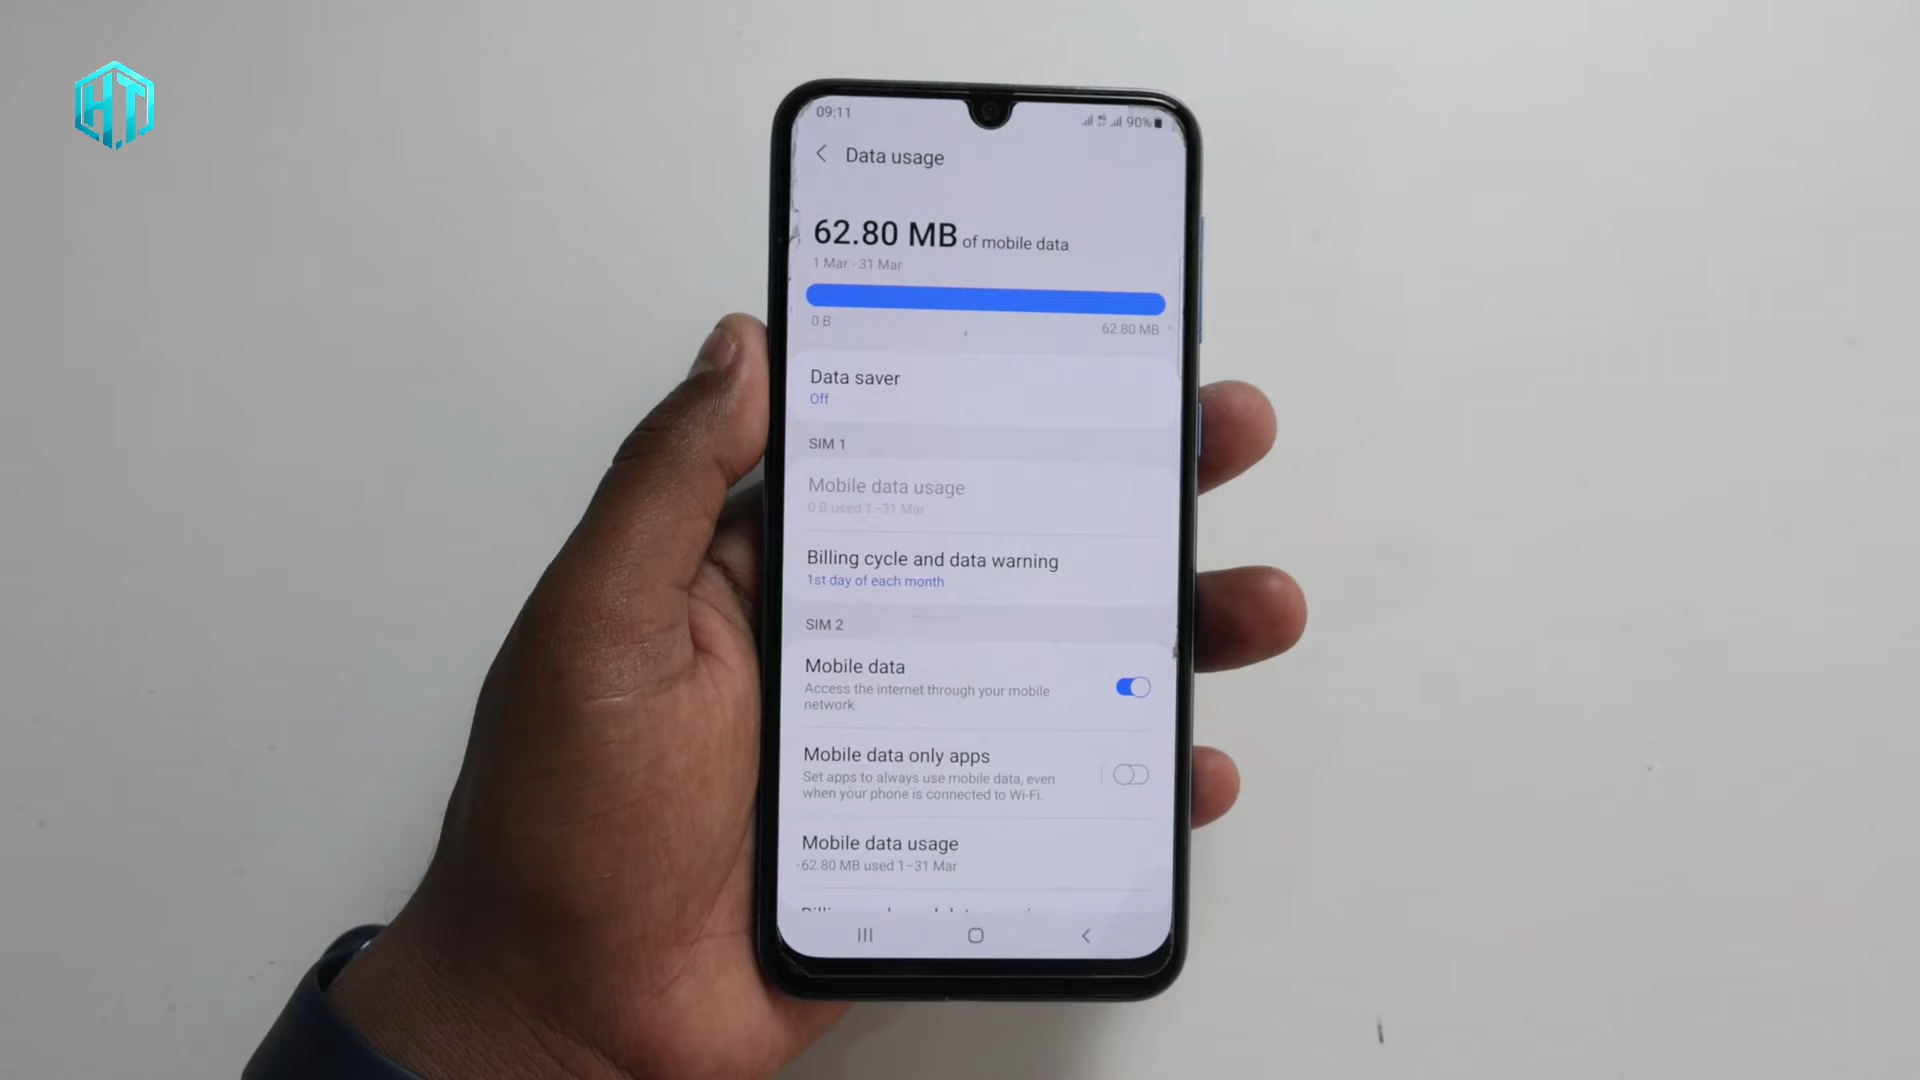 HT
09:11
90%
Data usage
62.80 MB of mobile data
1 Mar - 31 Mar
0 B
62.80 MB
Data saver
Off
SIM 1
Mobile data usage
0 B used 1–31 Mar
Billing cycle and data warning
1st day of each month
SIM 2
Mobile data
Access the internet through your mobile
network.
Mobile data only apps
Set apps to always use mobile data, even
when your phone is connected to Wi-Fi.
Mobile data usage
62.80 MB used 1–31 Mar